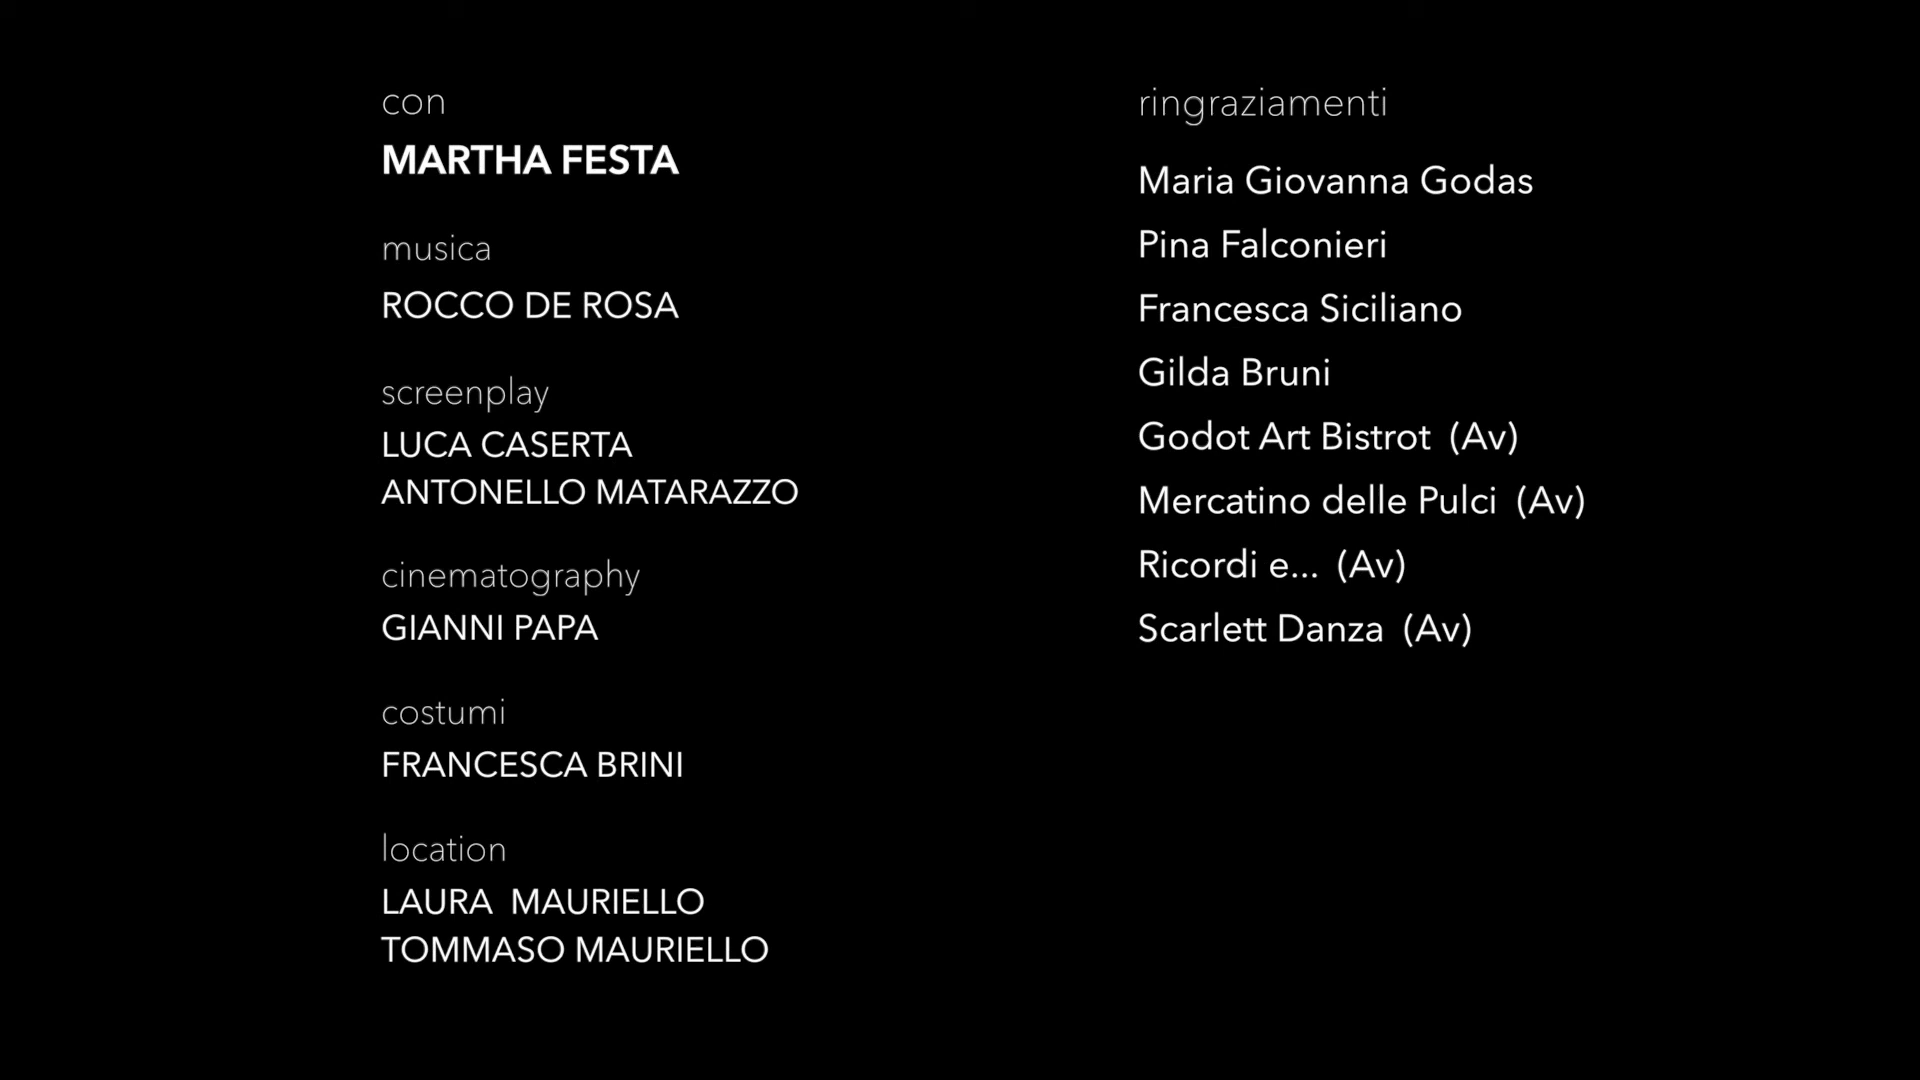 con
MARTHA FESTA
musica
ROCCO DE ROSA
screenplay
LUCA CASERTA
ANTONELLO MATARAZZO
cinematography
GIANNI PAPA
costumi
FRANCESCA BRINI
location
LAURA MAURIELLO
TOMMASO MAURIELLO
ringraziamenti
Maria Giovanna Godas
Pina Falconieri
Francesca Siciliano
Gilda Bruni
Godot Art Bistrot (Av)
Mercatino delle Pulci (Av)
Ricordi e... (Av)
Scarlett Danza (Av)